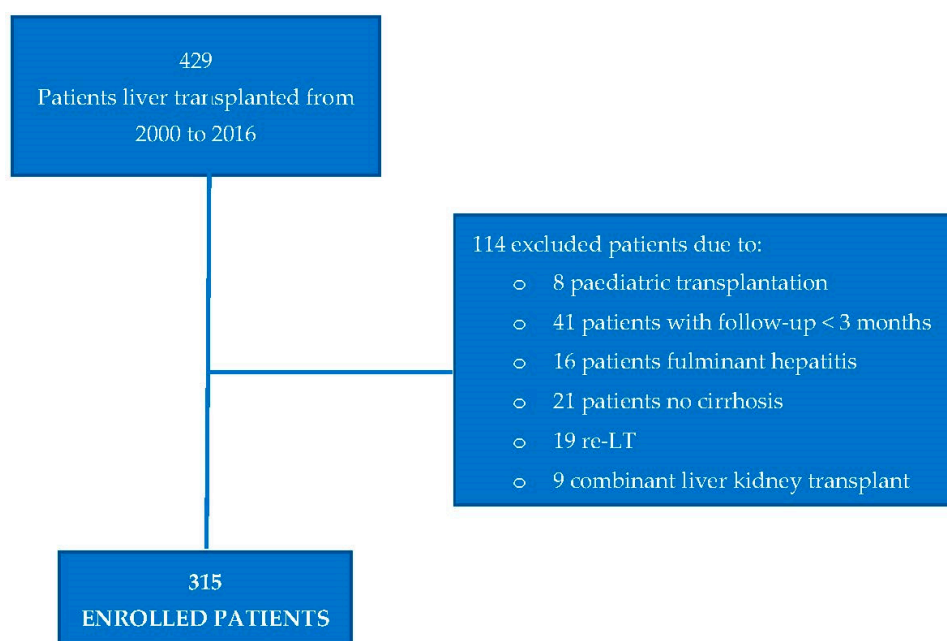 429
Patients liver transplanted from
2000 to 2016
114 excluded patients due to:
o 8 paediatric transplantation
o 41 patients with follow-up < 3 months
o 16 patients fulminant hepatitis
o 21 patients no cirrhosis
o 19 re-LT
o 9 combinant liver kidney transplant
315
ENROLLED PATIENTS